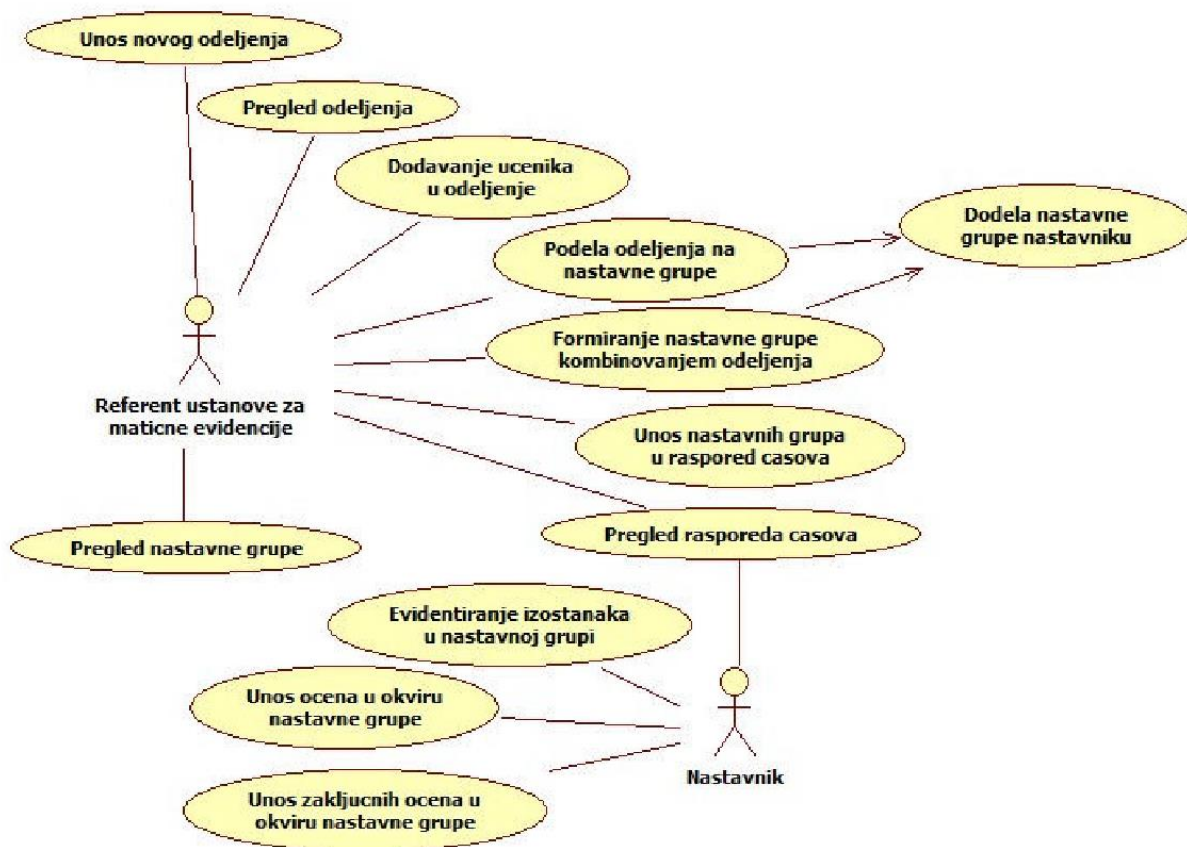 Unos novog odeljenja
Pregled odeljenja
Dodavanje ucenika
u odeljenje
Podela odeljenja na
nastavne grupe
Dodela nastavne
grupe nastavniku
Formiranje nastavne grupe
kombinovanjem odeljenja
Referent ustanove za
maticne evidencije
Unos nastavnih grupa
u raspored casova
Pregled nastavne grupe
Pregled rasporeda casova
Evidentiranje izostanaka
u nastavnoj grupi
Unos ocena u okviru
nastavne grupe
Nastavnik
Unos zakljucnih ocena u
okviru nastavne grupe